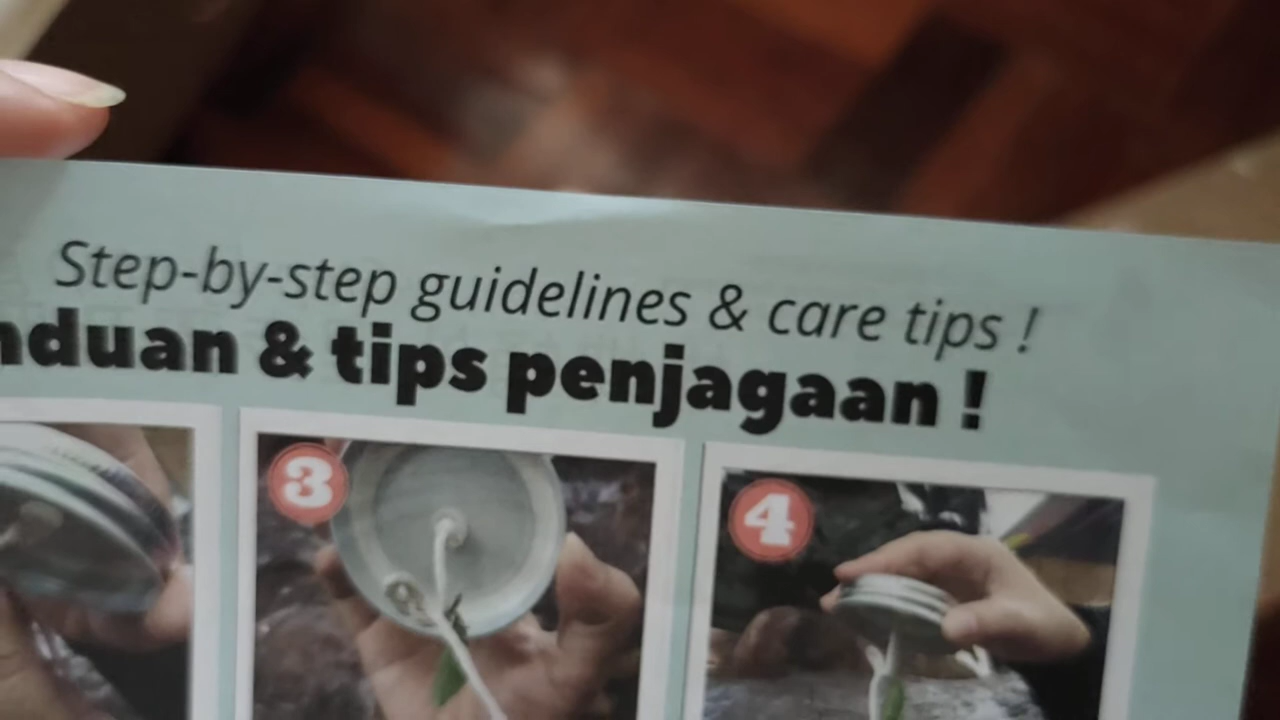 Step-by-step guidelines & care tips !
nduan & tips penjagaan !
3
4